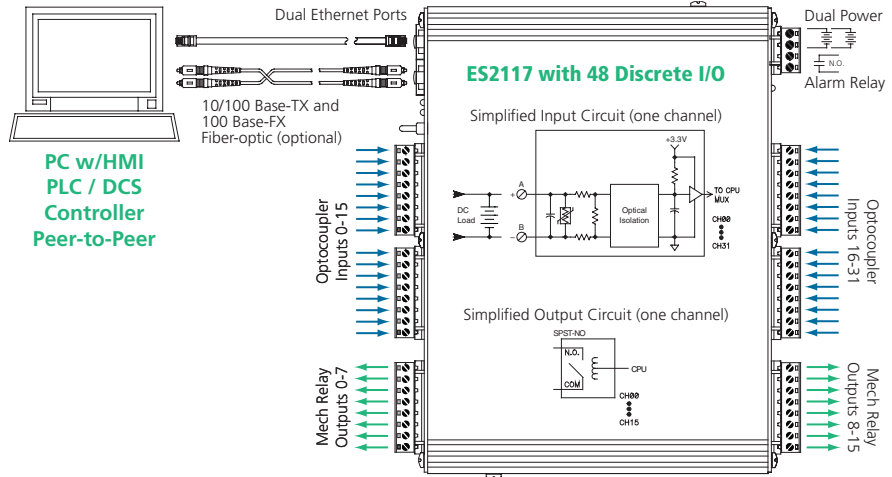 Dual Ethernet Ports
10/100 Base-TX and
100 Base-FX
Fiber-optic (optional)
PC w/HMI
PLC / DCS
Controller
Peer-to-Peer
Optocoupler
Inputs 0-15
Mech Relay
Outputs 0-7
ES2117 with 48 Discrete I/O
Simplified Input Circuit (one channel)
+3.3V
A
+
DC
Load
B
–
Optical
Isolation
TO CPU
MUX
CH00
CH31
Simplified Output Circuit (one channel)
SPST-NO
N.O.
COM
CPU
CH00
CH15
Dual Power
N.O.
Alarm Relay
Optocoupler
Inputs 16-31
Mech Relay
Outputs 8-15